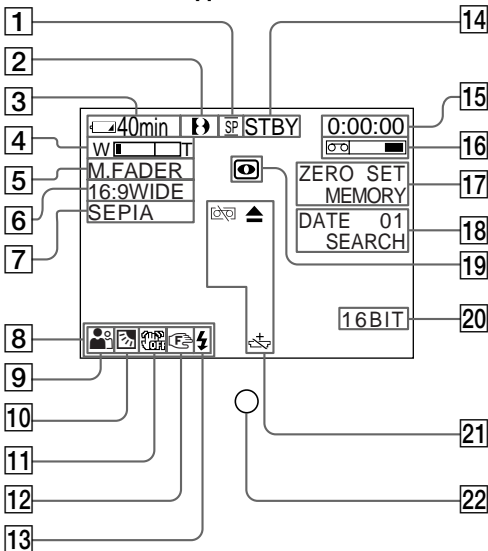 1
14
2
3
15
40min
SP
STBY
0:00:00
4
W
T
16
5
M.FADER
ZERO SET
MEMORY
17
6
16:9WIDE
7
SEPIA
DATE 01
SEARCH
18
19
8
16BIT
20
OFF
F
9
10
21
11
12
22
13